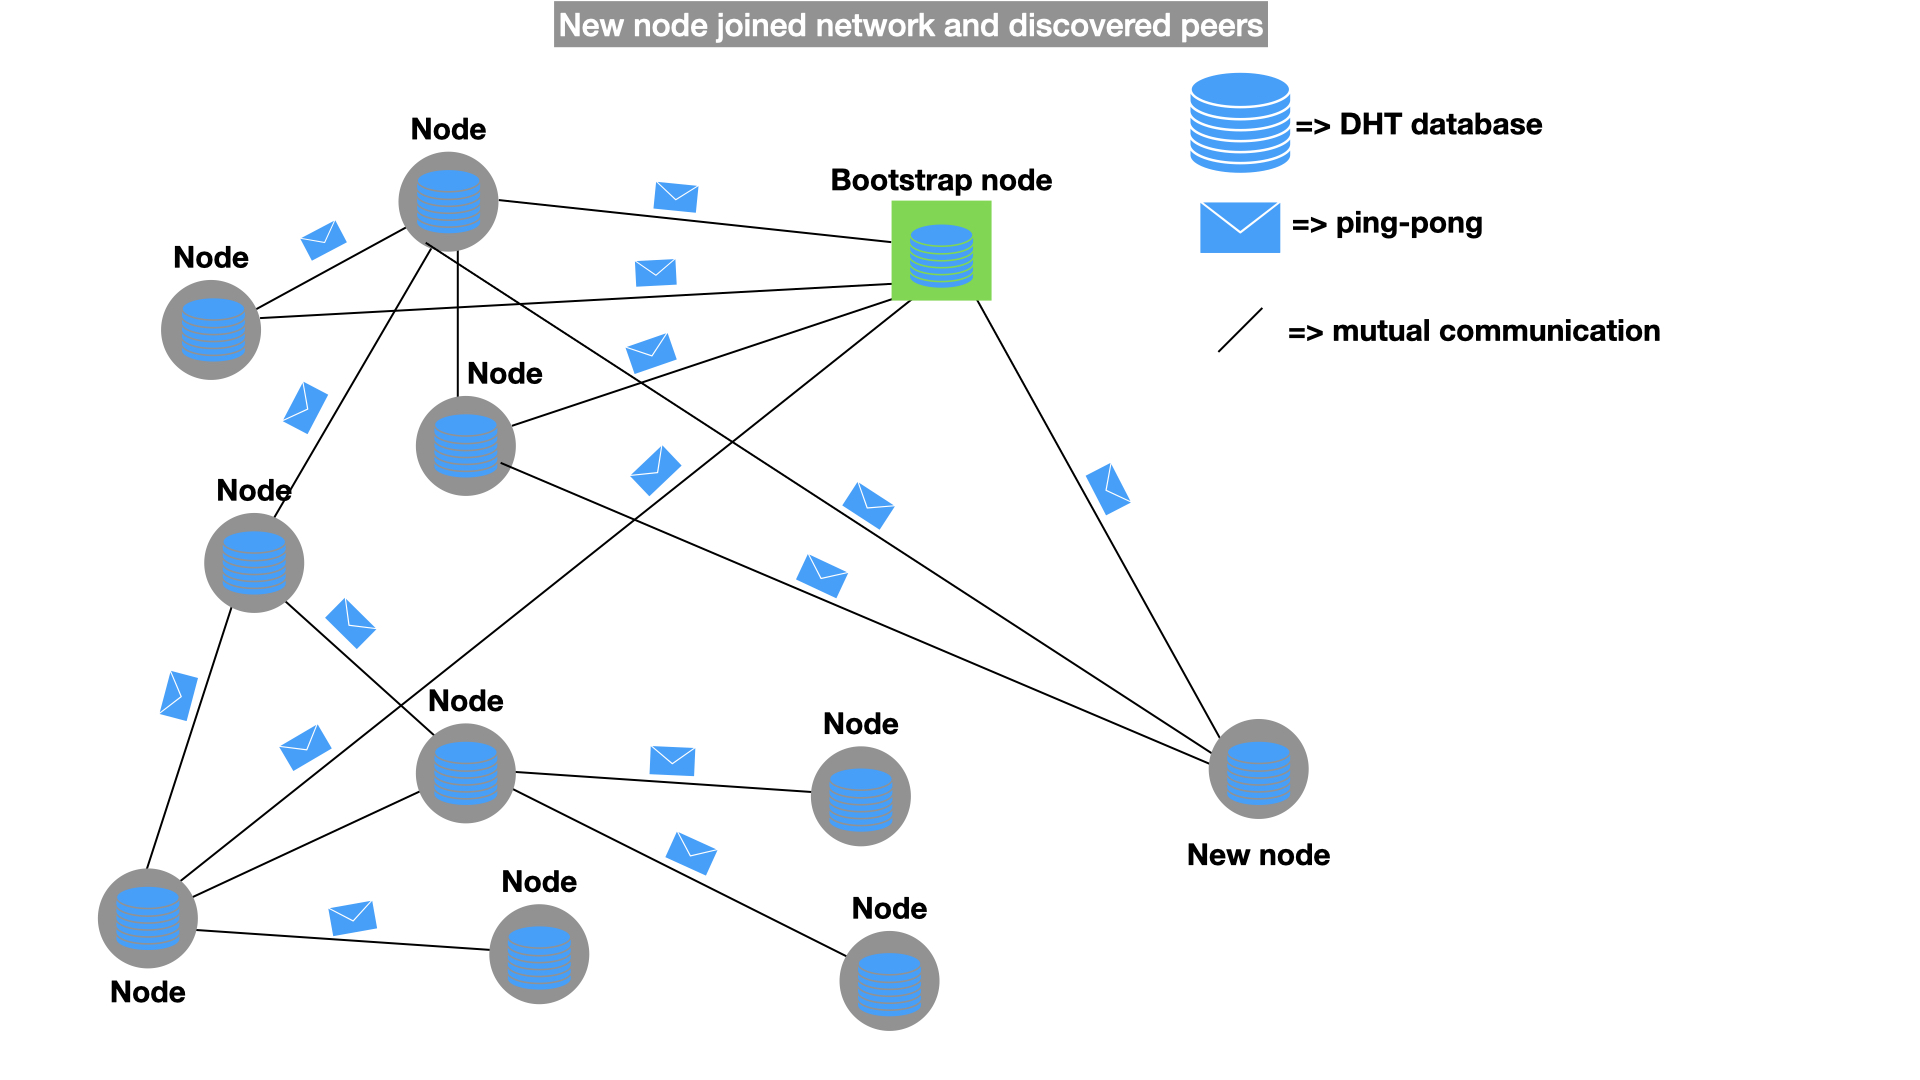 New node joined network and discovered peers
=> DHT database
Node
Bootstrap node
=> ping-pong
Node
=> mutual communication
Node
Node
Node
Node
New node
Node
Node
Node